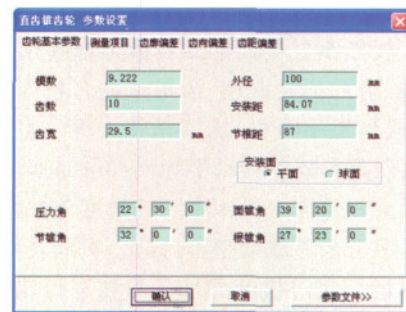 直齿锥齿轮 参数设置
齿轮基本参数 测量项目 齿廓偏差 齿向偏差 齿距偏差
模数 9.222 外径 100 mm
齿数 10 安装距 84.07 mm
齿宽 29.5 mm 节根距 87 mm
安装面
平面 球面
压力角 22 ° 30 ′ 0 ″ 面锥角 39 ° 20 ′ 0 ″
节锥角 32 ° 0 ′ 0 ″ 根锥角 27 ° 23 ′ 0 ″
确认 取消 参数文件>>